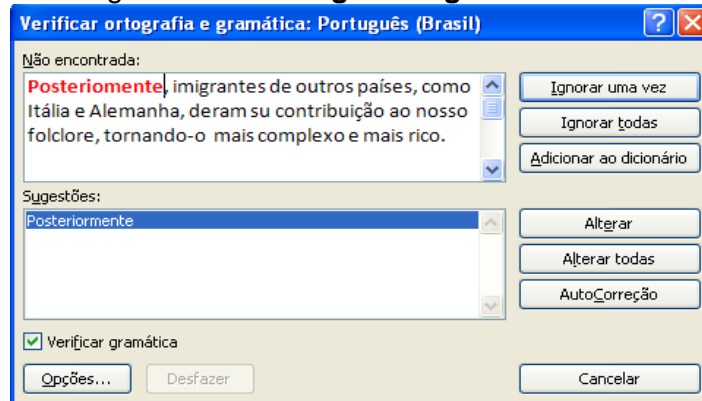 Verificar ortografia e gramática: Português (Brasil)
Não encontrada:
Posteriomente, imigrantes de outros países, como
Itália e Alemanha, deram su contribuição ao nosso
folclore, tornando-o mais complexo e mais rico.
Ignorar uma vez
Ignorar todas
Adicionar ao dicionário
Sugestões:
Posteriormente
Alterar
Alterar todas
AutoCorreção
Verificar gramática
Opções...
Desfazer
Cancelar